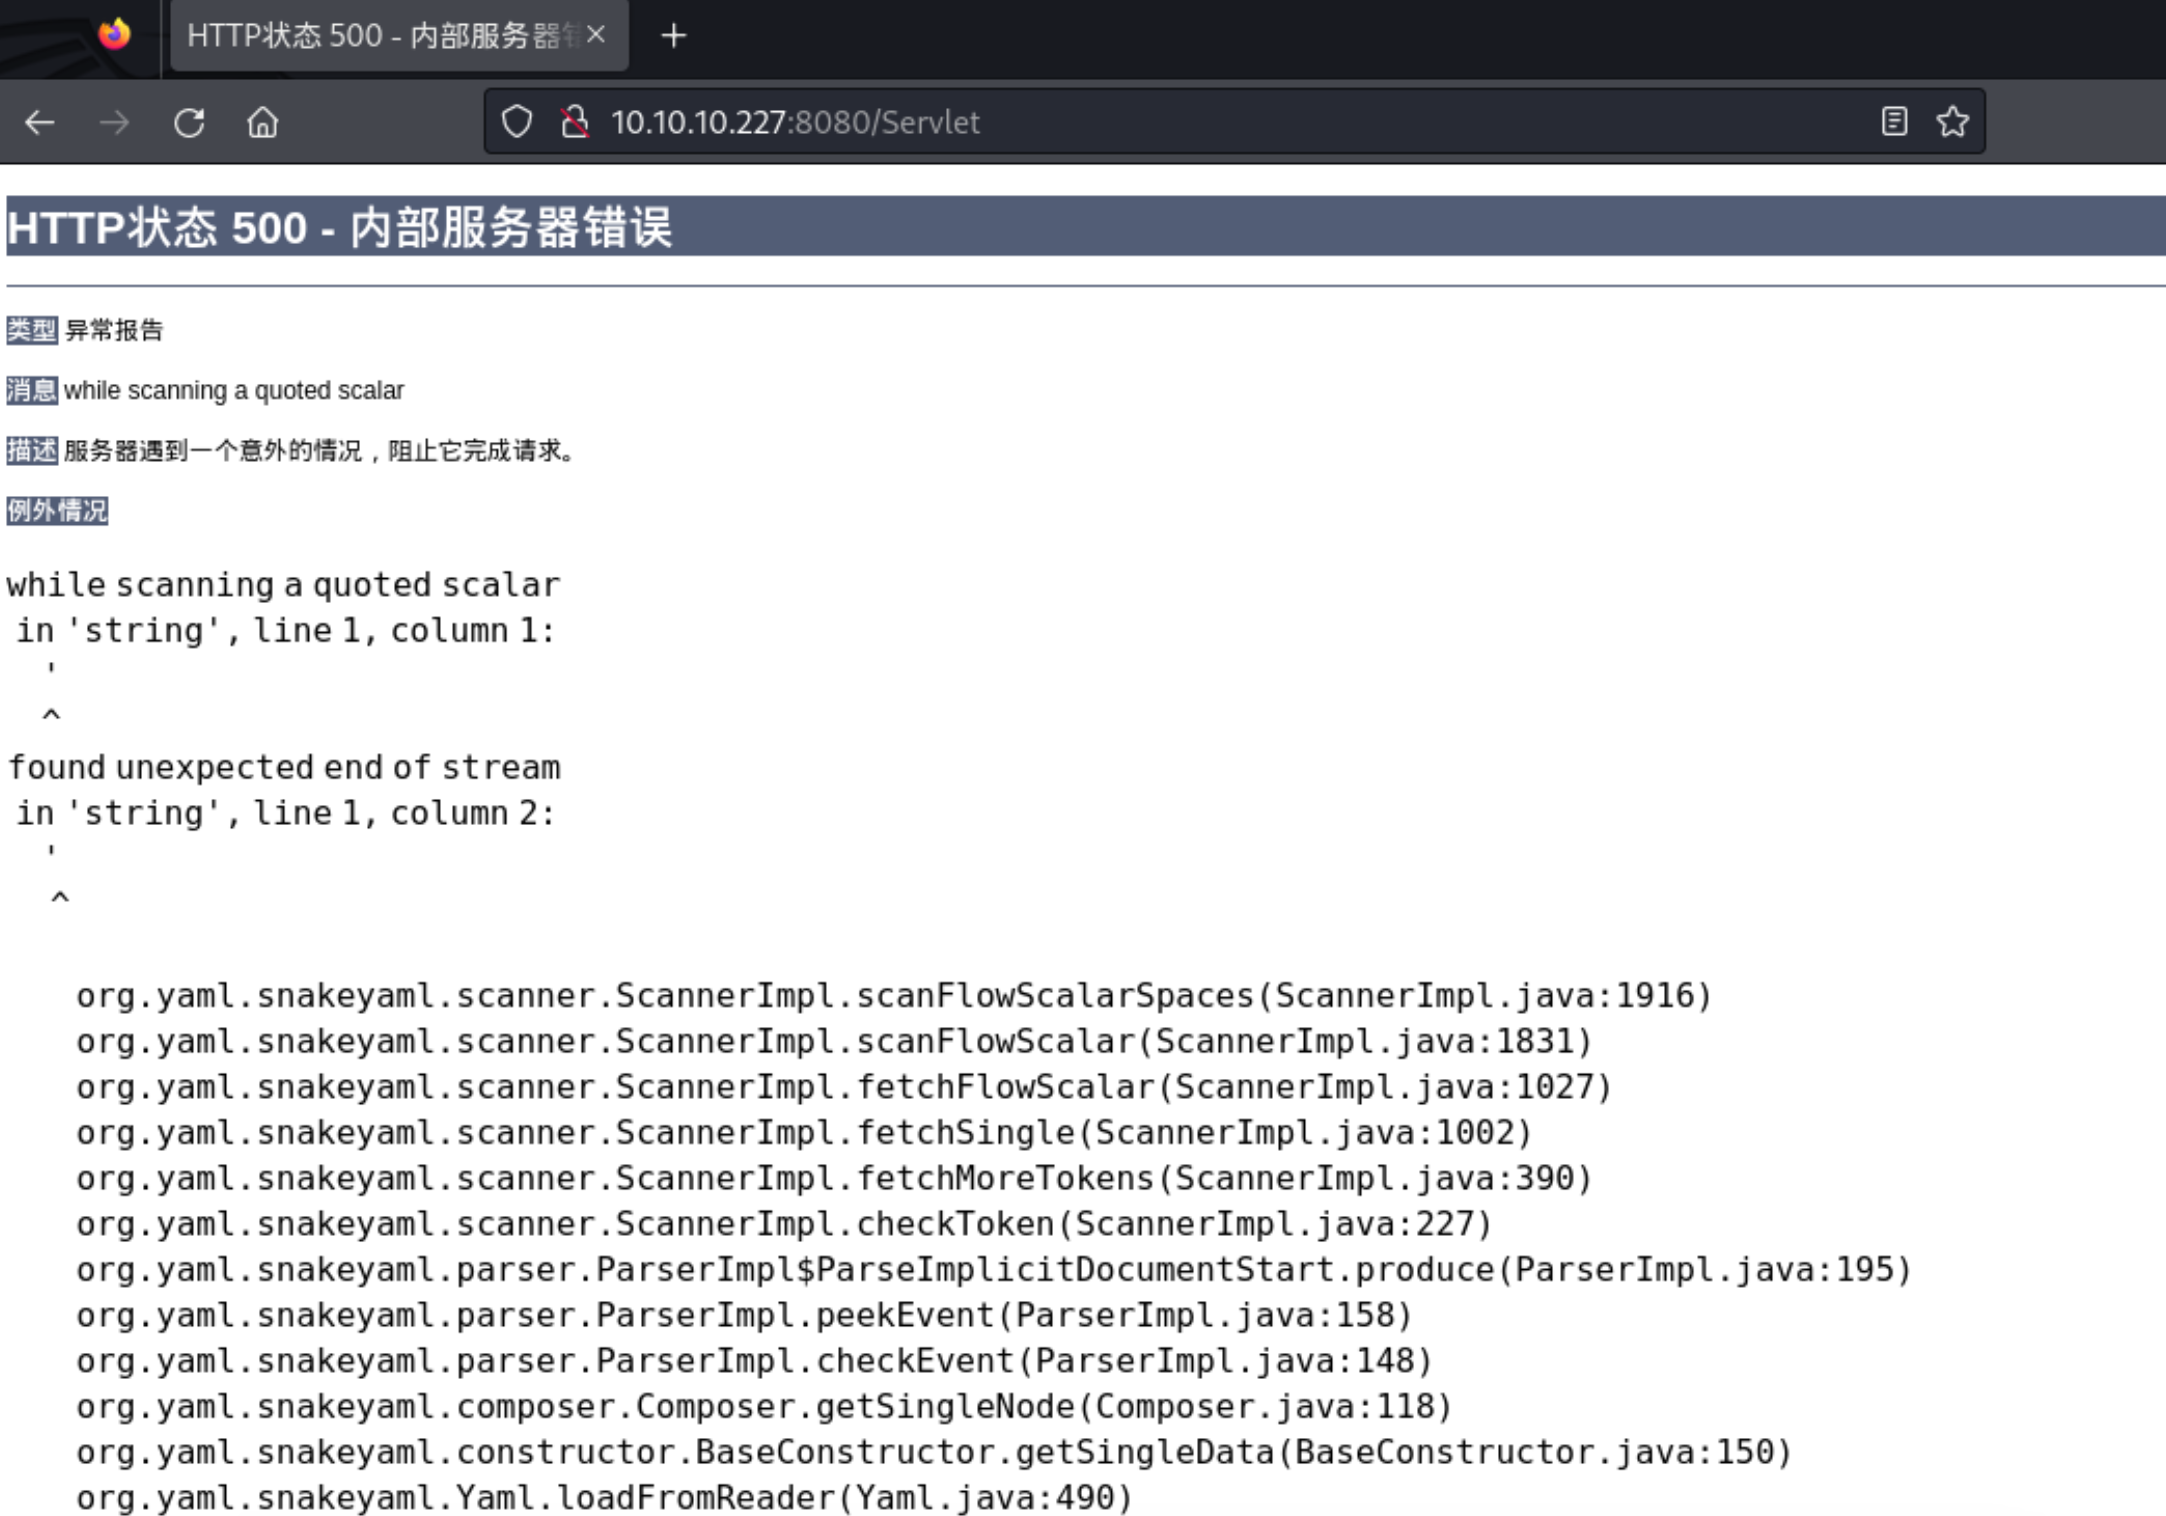 HTTP状态 500 - 内部服务器错
10.10.10.227:8080/Servlet
HTTP状态 500 - 内部服务器错误
类型 异常报告
消息 while scanning a quoted scalar
描述 服务器遇到一个意外的情况，阻止它完成请求。
例外情况
while scanning a quoted scalar
in 'string', line 1, column 1:
'
^
found unexpected end of stream
in 'string', line 1, column 2:
'
^
org.yaml.snakeyaml.scanner.ScannerImpl.scanFlowScalarSpaces(ScannerImpl.java:1916)
org.yaml.snakeyaml.scanner.ScannerImpl.scanFlowScalar(ScannerImpl.java:1831)
org.yaml.snakeyaml.scanner.ScannerImpl.fetchFlowScalar(ScannerImpl.java:1027)
org.yaml.snakeyaml.scanner.ScannerImpl.fetchSingle(ScannerImpl.java:1002)
org.yaml.snakeyaml.scanner.ScannerImpl.fetchMoreTokens(ScannerImpl.java:390)
org.yaml.snakeyaml.scanner.ScannerImpl.checkToken(ScannerImpl.java:227)
org.yaml.snakeyaml.parser.ParserImpl$ParseImplicitDocumentStart.produce(ParserImpl.java:195)
org.yaml.snakeyaml.parser.ParserImpl.peekEvent(ParserImpl.java:158)
org.yaml.snakeyaml.parser.ParserImpl.checkEvent(ParserImpl.java:148)
org.yaml.snakeyaml.composer.Composer.getSingleNode(Composer.java:118)
org.yaml.snakeyaml.constructor.BaseConstructor.getSingleData(BaseConstructor.java:150)
org.yaml.snakeyaml.Yaml.loadFromReader(Yaml.java:490)